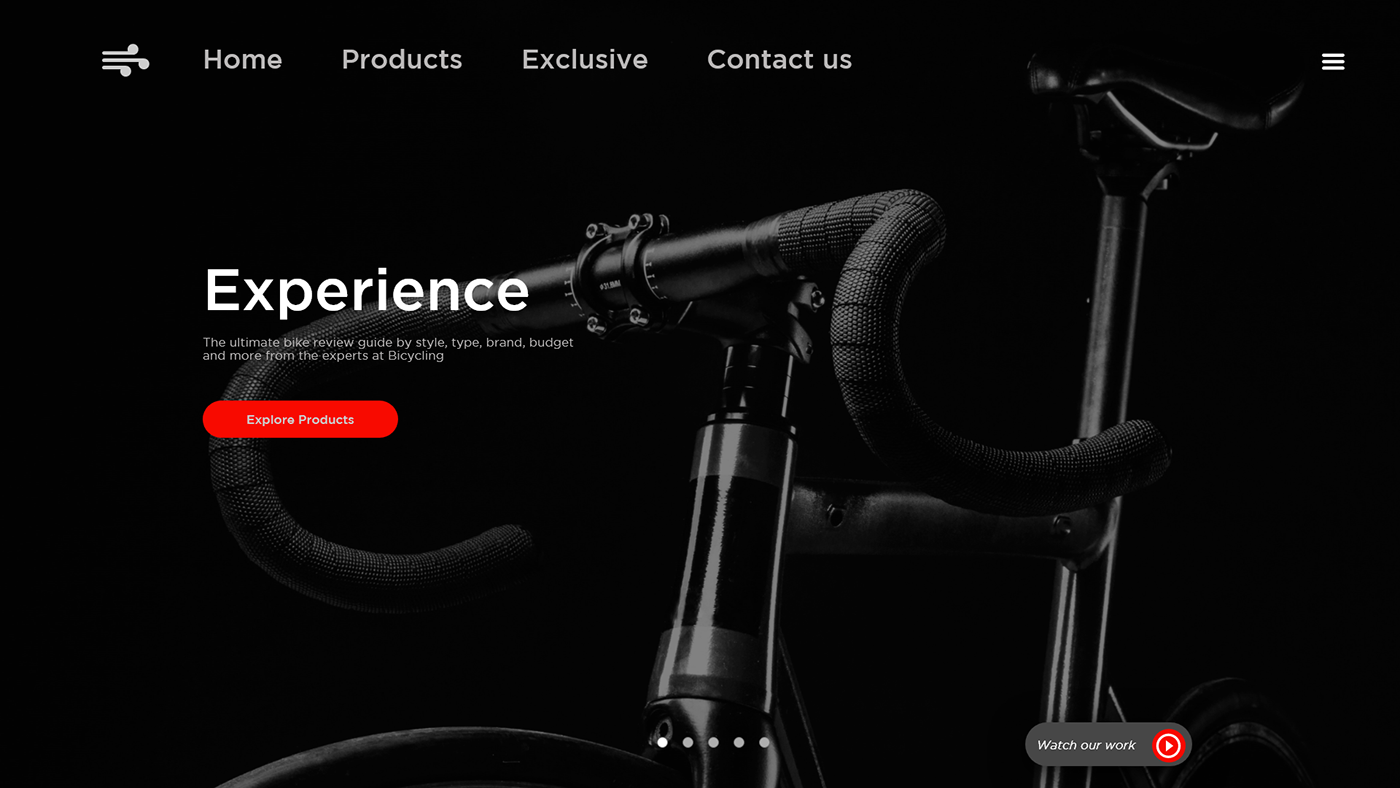 Home Products Exclusive Contact us
Experience
The ultimate bike review guide by style, type, brand, budget
and more from the experts at Bicycling
Explore Products
Watch our work